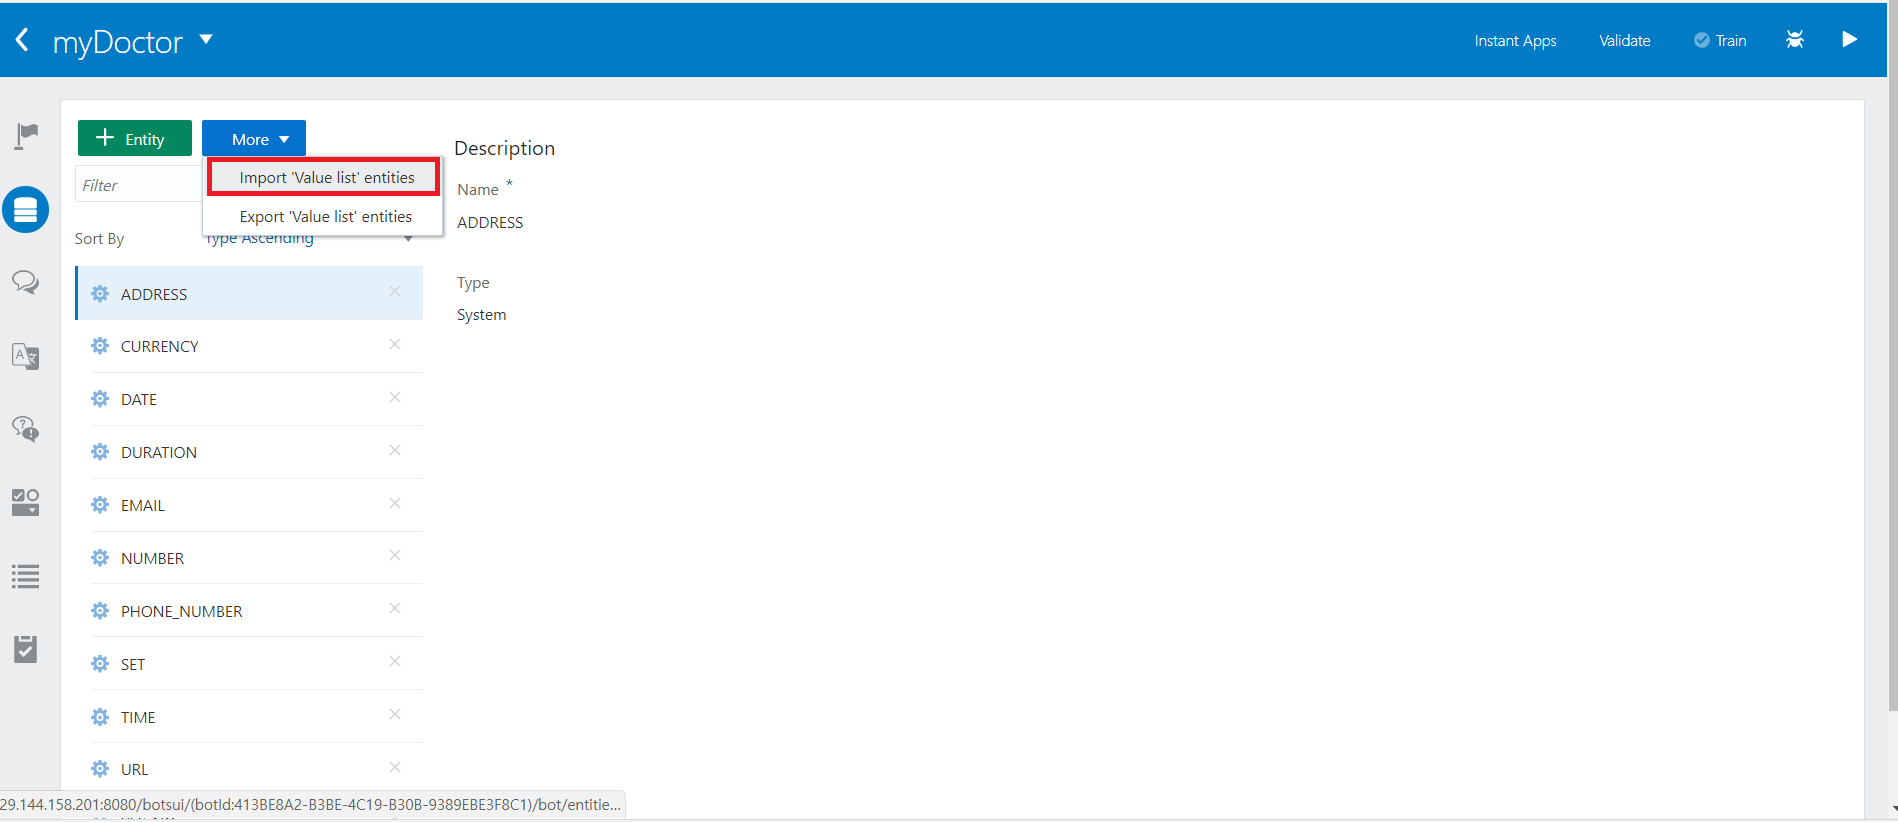 myDoctor
Instant Apps
Validate
Train
Entity
More
Import 'Value list' entities
Export 'Value list' entities
Filter
Sort By
Type Ascending
ADDRESS
CURRENCY
DATE
DURATION
EMAIL
NUMBER
PHONE_NUMBER
SET
TIME
URL
Description
Name *
ADDRESS
Type
System
29.144.158.201:8080/botsui/(botId:413BE8A2-B3BE-4C19-B30B-9389EBE3F8C1)/bot/entitie...